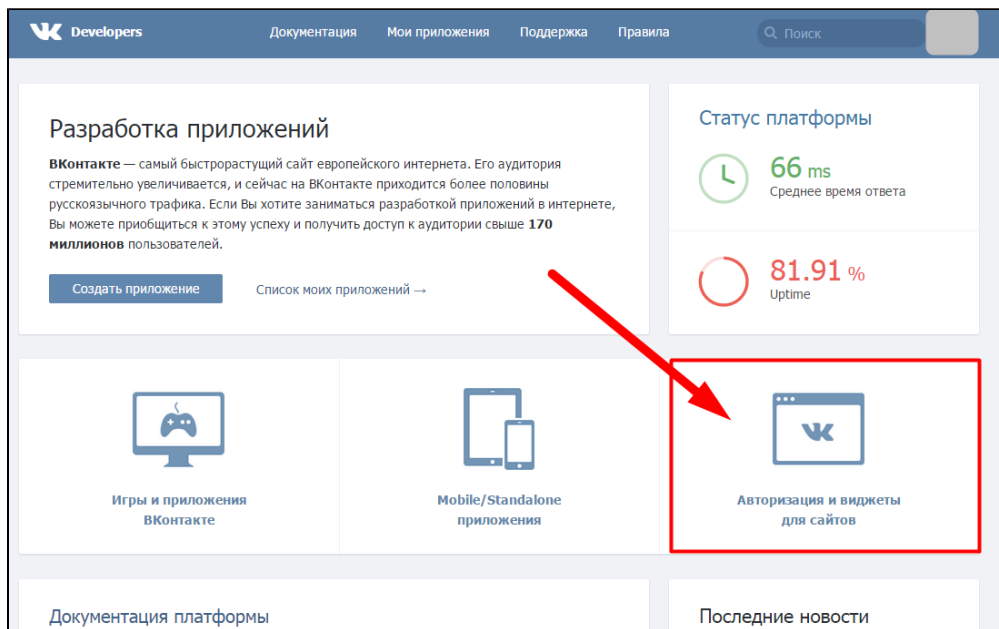 Developers
Документация
Мои приложения
Поддержка
Правила
Поиск
Разработка приложений
ВКонтакте — самый быстрорастущий сайт европейского интернета. Его аудитория
стремительно увеличивается, и сейчас на ВКонтакте приходится более половины
русскоязычного трафика. Если Вы хотите заниматься разработкой приложений в интернете,
Вы можете приобщиться к этому успеху и получить доступ к аудитории свыше 170
миллионов пользователей.
Создать приложение
Список моих приложений →
Статус платформы
66 ms
Среднее время ответа
81.91 %
Uptime
Игры и приложения
ВКонтакте
Mobile/Standalone
приложения
Авторизация и виджеты
для сайтов
Документация платформы
Последние новости